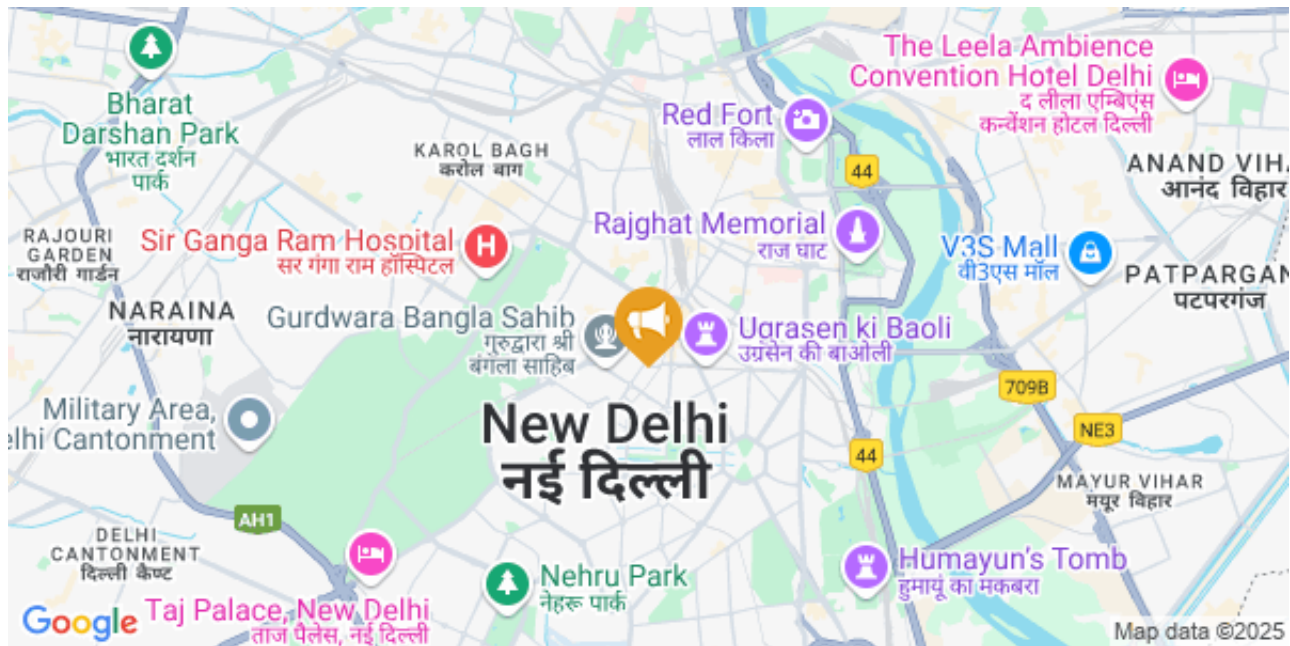 Bharat
Darshan Park
भारत दर्शन
पार्क
The Leela Ambience
Convention Hotel Delhi
द लीला एम्बिएंस
कन्वेंशन होटल दिल्ली
Red Fort
लाल किला
KAROL BAGH
करोल बाग
44
ANAND VIHA
आनंद विहार
RAJOURI
GARDEN
राजौरी गार्डन
Sir Ganga Ram Hospital
सर गंगा राम हॉस्पिटल
H
Rajghat Memorial
राज घाट
V3S Mall
वी3एस मॉल
PATPARGAN
पटपरगंज
NARAINA
नारायणा
Gurdwara Bangla Sahib
गुरुद्वारा श्री
बंगला साहिब
Ugrasen ki Baoli
उग्रसेन की बाओली
709B
Military Area,
elhi Cantonment
New Delhi
नई दिल्ली
NE3
44
MAYUR VIHAR
मयूर विहार
AH1
DELHI
CANTONMENT
दिल्ली कैण्ट
Humayun's Tomb
हुमायूं का मकबरा
Nehru Park
नेहरू पार्क
Taj Palace, New Delhi
ताज पैलेस, नई दिल्ली
Google
Map data ©2025